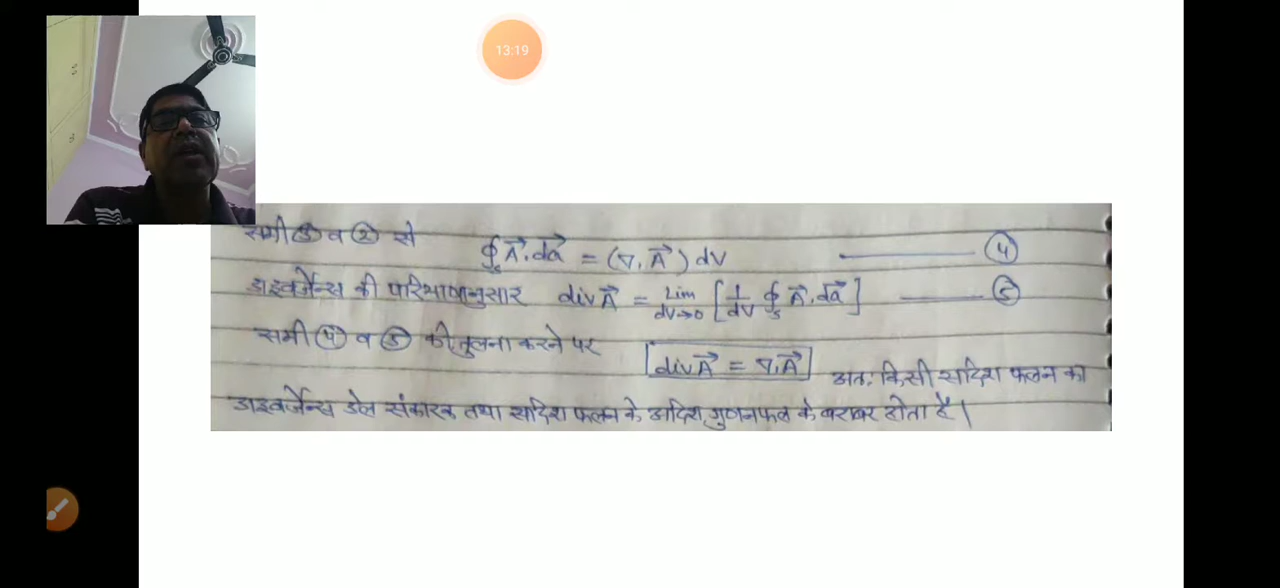 13:19
समी ③ व ② से ∮ₛ A⃗.da⃗ = (∇.A⃗) dV ④
डाइवर्जेन्स की परिभाषानुसार div A⃗ = Lim dV→0 [1/dV ∮ₛ A⃗.da⃗] ⑤
समी ④ व ⑤ की तुलना करने पर div A⃗ = ∇.A⃗ अतः किसी सदिश फलन का
डाइवर्जेन्स डेल संकारक तथा सदिश फलन के अदिश गुणनफल के बराबर होता है।